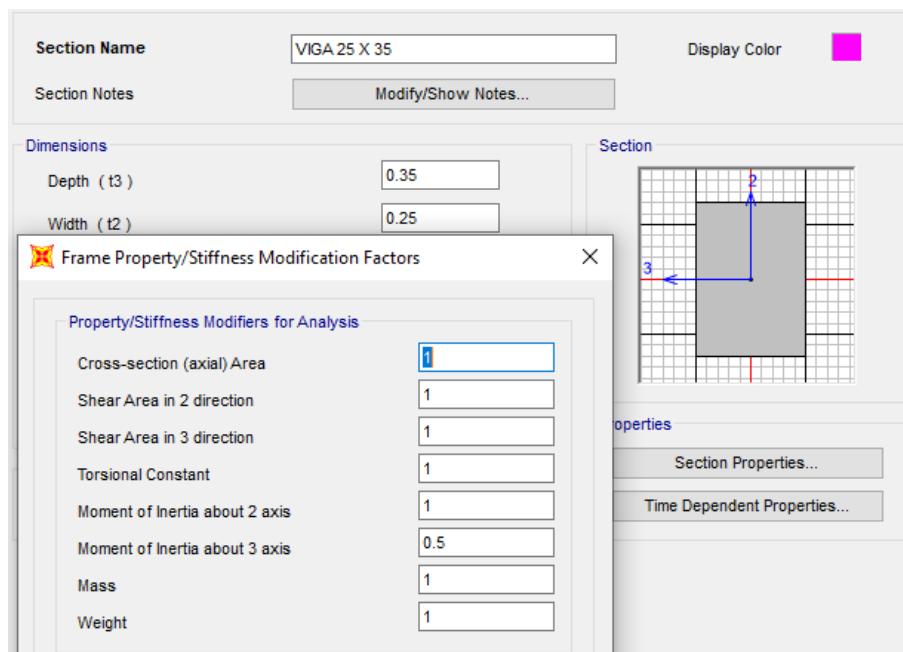 Section Name VIGA 25 X 35 Display Color
Section Notes Modify/Show Notes...
Dimensions Section
Depth ( t3 ) 0.35
Width ( t2 ) 0.25
2
3
Frame Property/Stiffness Modification Factors
Property/Stiffness Modifiers for Analysis
Cross-section (axial) Area 1
Shear Area in 2 direction 1
Shear Area in 3 direction 1
operties
Torsional Constant 1
Section Properties...
Moment of Inertia about 2 axis 1
Time Dependent Properties...
Moment of Inertia about 3 axis 0.5
Mass 1
Weight 1